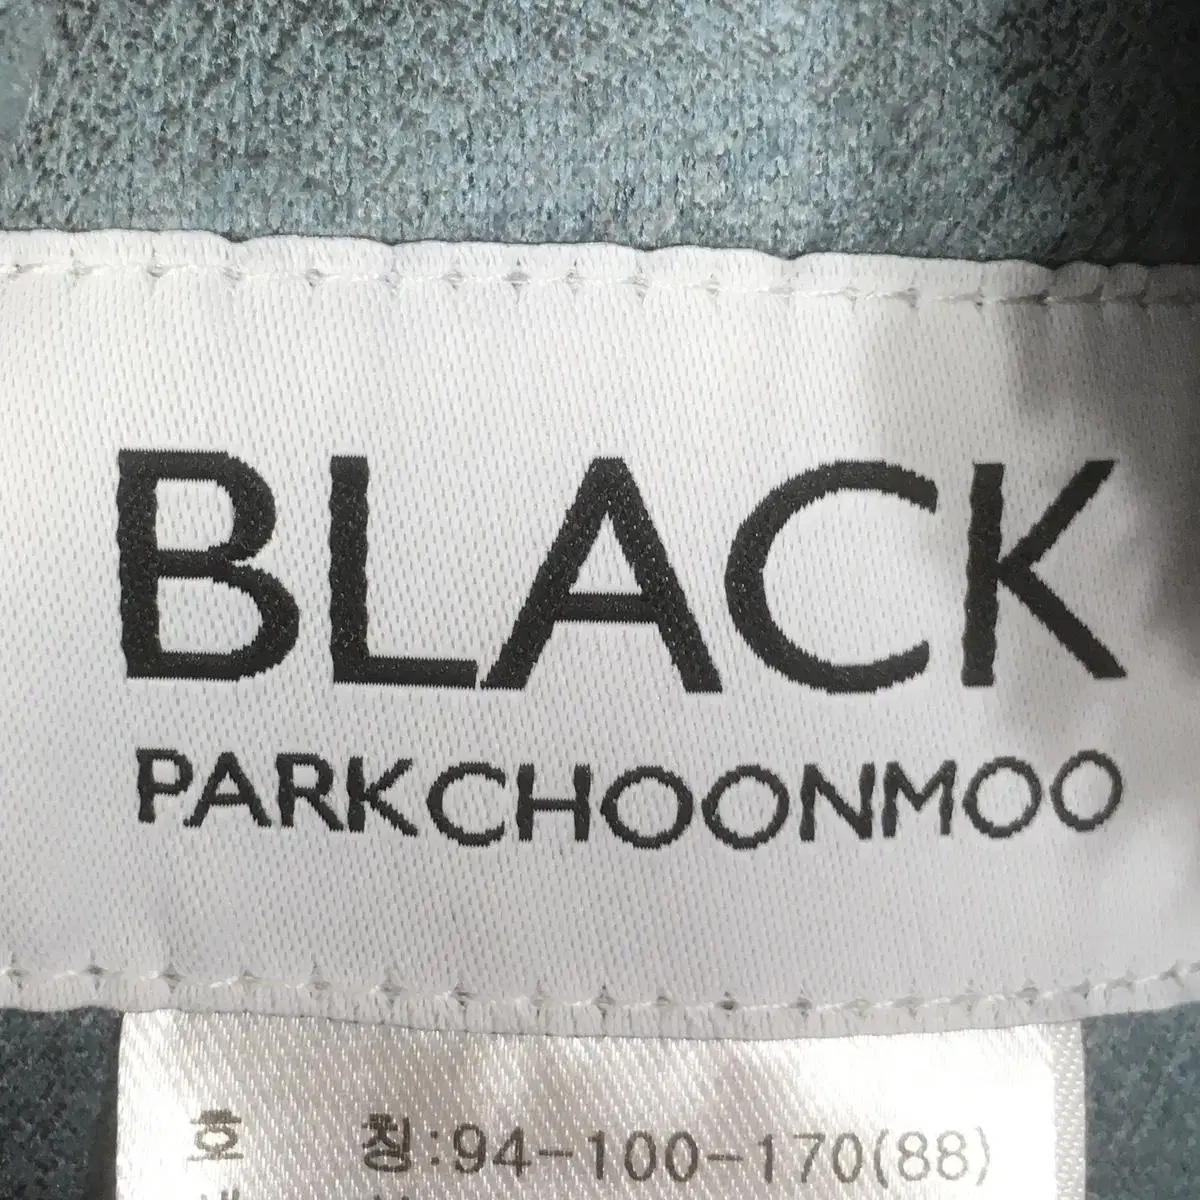 BLACK
PARKCHOONMOO
호 칭:94-100-170(88)